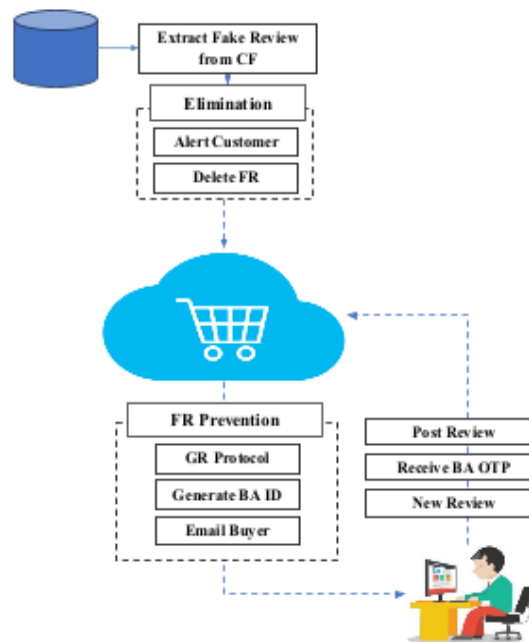 Extract Fake Review
from CF
Elimination
Alert Customer
Delete FR
FR Prevention
GR Protocol
Generate BA ID
Email Buyer
Post Review
Receive BA OTP
New Review